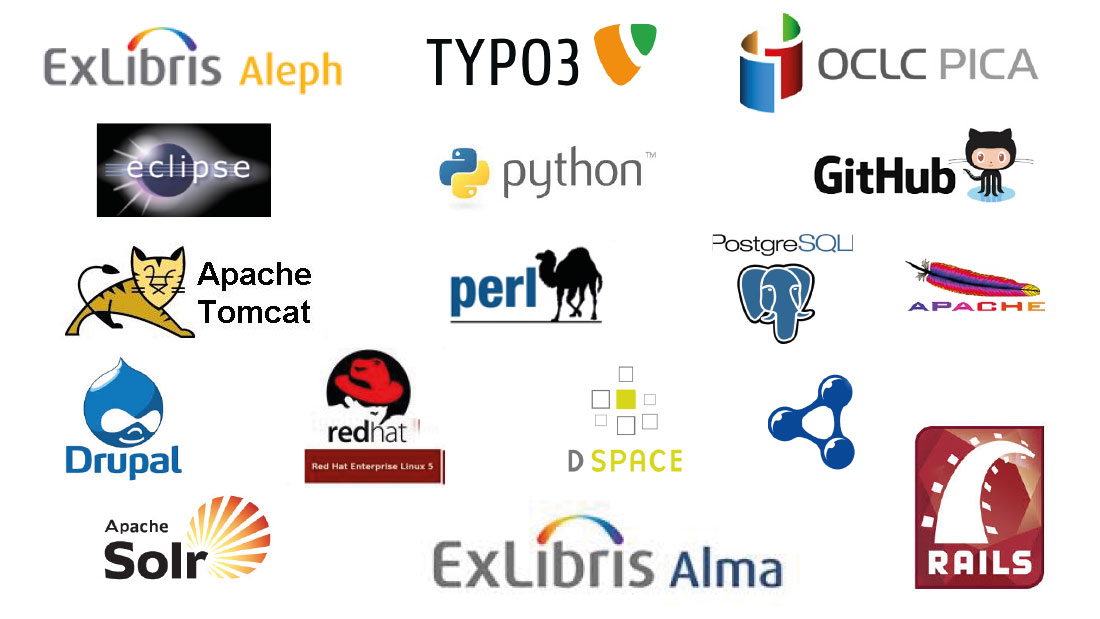 ExLibris Aleph
TYPO3
OCLC PICA
eclipse
python™
GitHub
Apache
Tomcat
perl
PostgreSQL
APACHE
Drupal
redhat
Red Hat Enterprise Linux 5
DSPACE
RAILS
Apache
Solr
ExLibris Alma